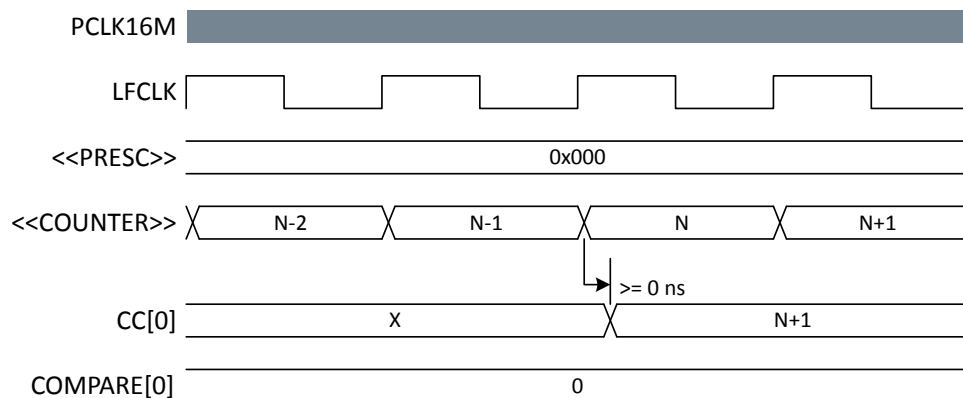 PCLK16M
LFCLK
<<PRESC>> 0x000
<<COUNTER>> N-2 N-1 N N+1
>= 0 ns
CC[0] X N+1
COMPARE[0] 0